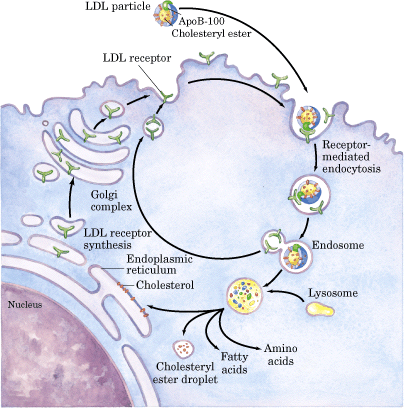 LDL particle
ApoB-100
Cholesteryl ester
LDL receptor
Receptor-
mediated
endocytosis
Golgi
complex
LDL receptor
synthesis
Endosome
Endoplasmic
reticulum
Cholesterol
Lysosome
Nucleus
Cholesteryl
ester droplet
Fatty
acids
Amino
acids